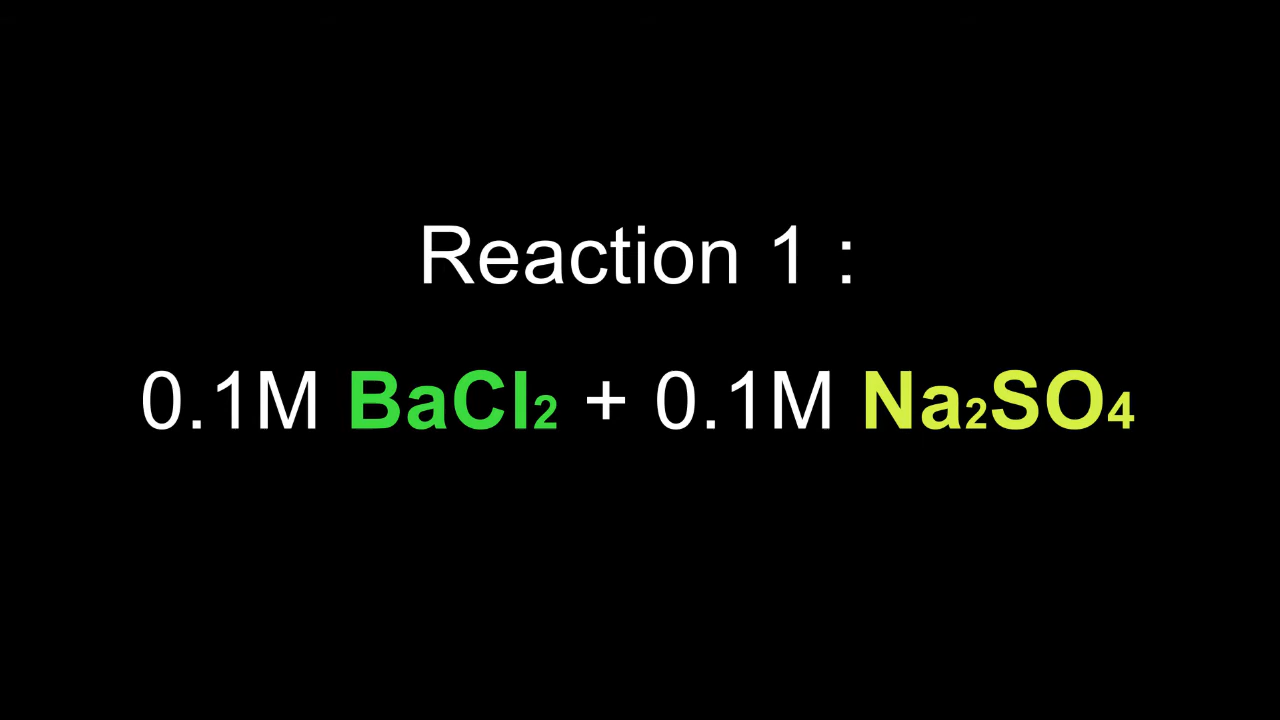 Reaction 1 :
0.1M BaCl₂ + 0.1M Na₂SO₄